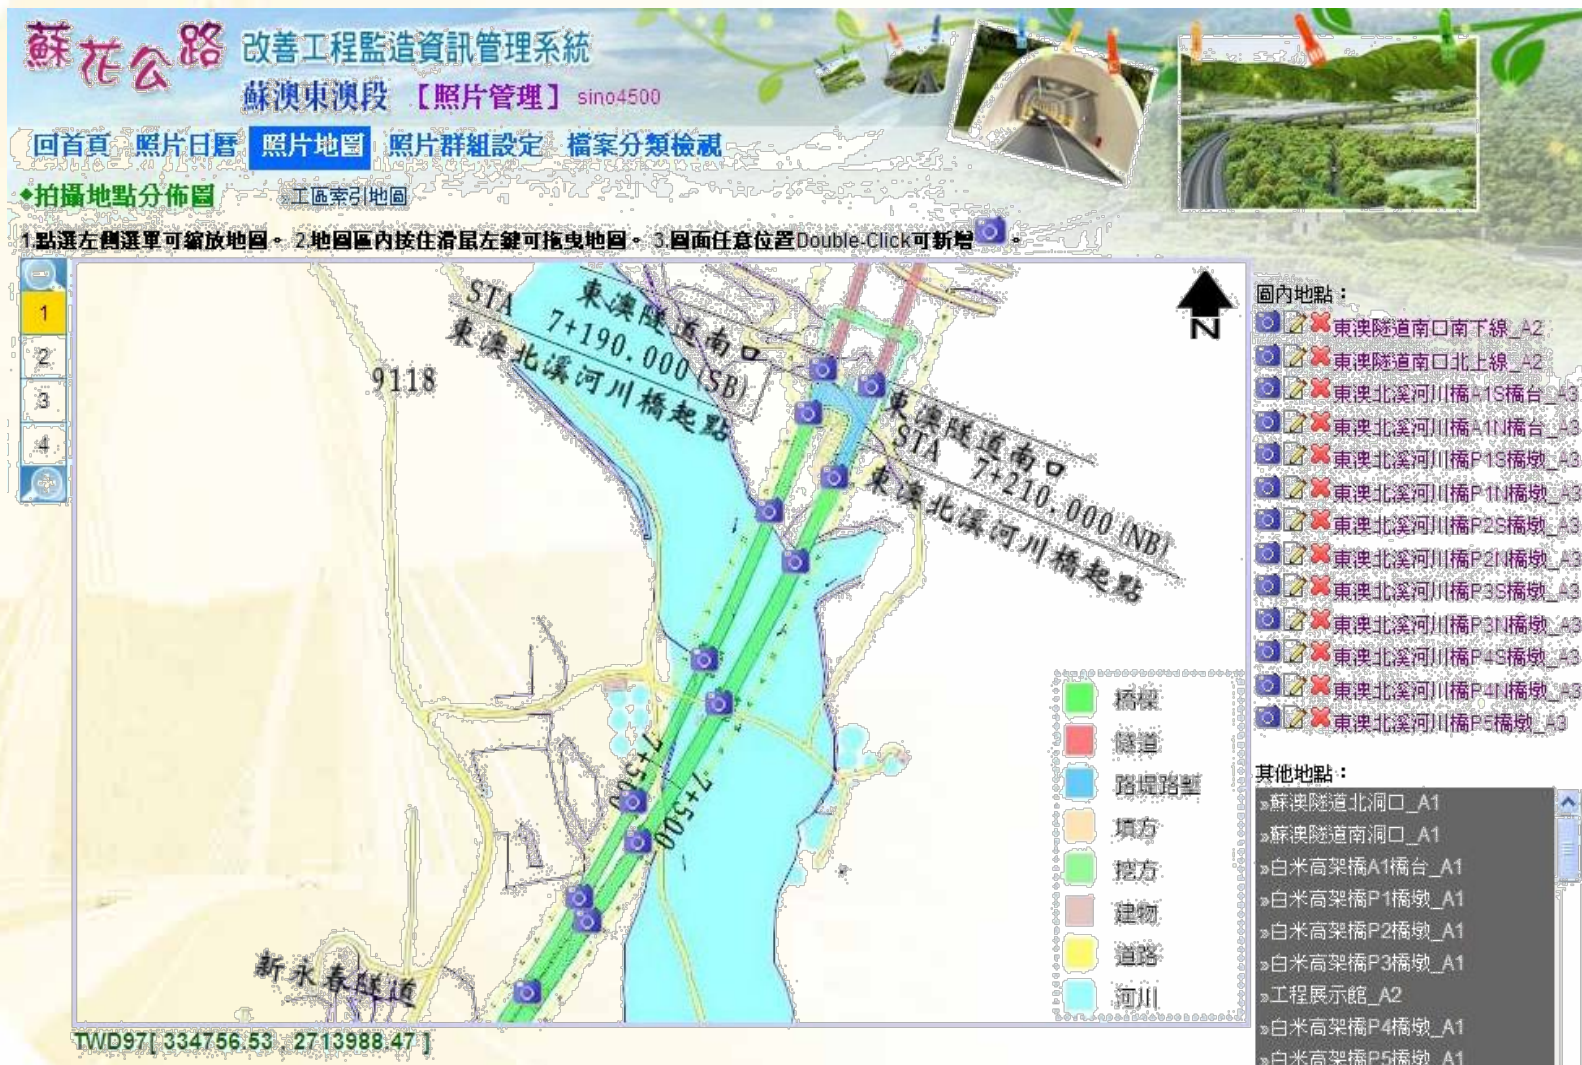 蘇花公路 改善工程監造資訊管理系統
蘇澳東澳段 【照片管理】 sino4500
回首頁 照片日曆 照片地圖 照片群組設定 檔案分類檢視
◆拍攝地點分佈圖 »工區索引地圖
1.點選左側選單可縮放地圖。 2.地圖區內按住滑鼠左鍵可拖曳地圖。 3.圖面任意位置Double-Click可新增 。
1
2
3
4
東澳隧道南口
STA 7+190.000 (SB)
東澳北溪河川橋起點
9118
N
東澳隧道南口
STA 7+210.000 (NB)
東澳北溪河川橋起點
7+500
7+500
新永春隧道
橋樑
隧道
路堤路塹
填方
挖方
建物
道路
河川
TWD97[ 334756.53 , 2713988.47 ]
圖內地點：
東澳隧道南口南下線_A2
東澳隧道南口北上線_A2
東澳北溪河川橋A1S橋台_A3
東澳北溪河川橋A1N橋台_A3
東澳北溪河川橋P1S橋墩_A3
東澳北溪河川橋P1N橋墩_A3
東澳北溪河川橋P2S橋墩_A3
東澳北溪河川橋P2N橋墩_A3
東澳北溪河川橋P3S橋墩_A3
東澳北溪河川橋P3N橋墩_A3
東澳北溪河川橋P4S橋墩_A3
東澳北溪河川橋P4N橋墩_A3
東澳北溪河川橋P5橋墩_A3
其他地點：
»蘇澳隧道北洞口_A1
»蘇澳隧道南洞口_A1
»白米高架橋A1橋台_A1
»白米高架橋P1橋墩_A1
»白米高架橋P2橋墩_A1
»白米高架橋P3橋墩_A1
»工程展示館_A2
»白米高架橋P4橋墩_A1
»白米高架橋P5橋墩_A1